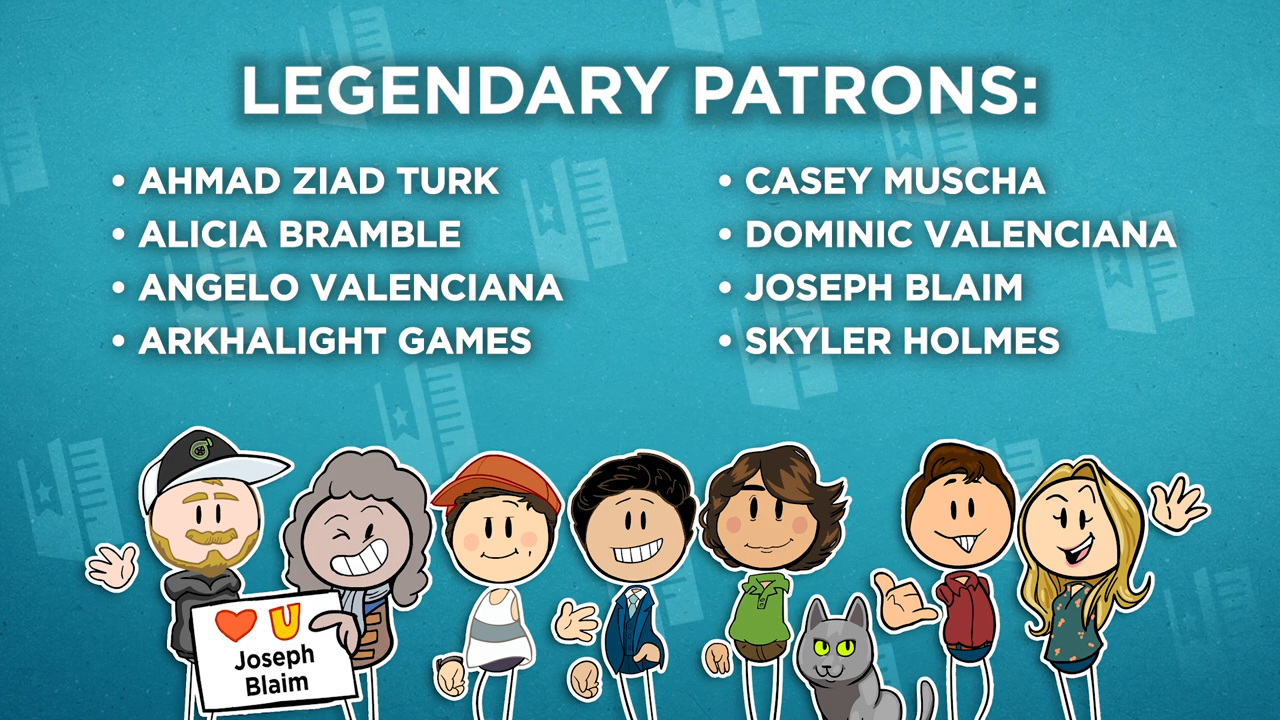 LEGENDARY PATRONS:
• AHMAD ZIAD TURK
• ALICIA BRAMBLE
• ANGELO VALENCIANA
• ARKHALIGHT GAMES
• CASEY MUSCHA
• DOMINIC VALENCIANA
• JOSEPH BLAIM
• SKYLER HOLMES
❤ U
Joseph
Blaim